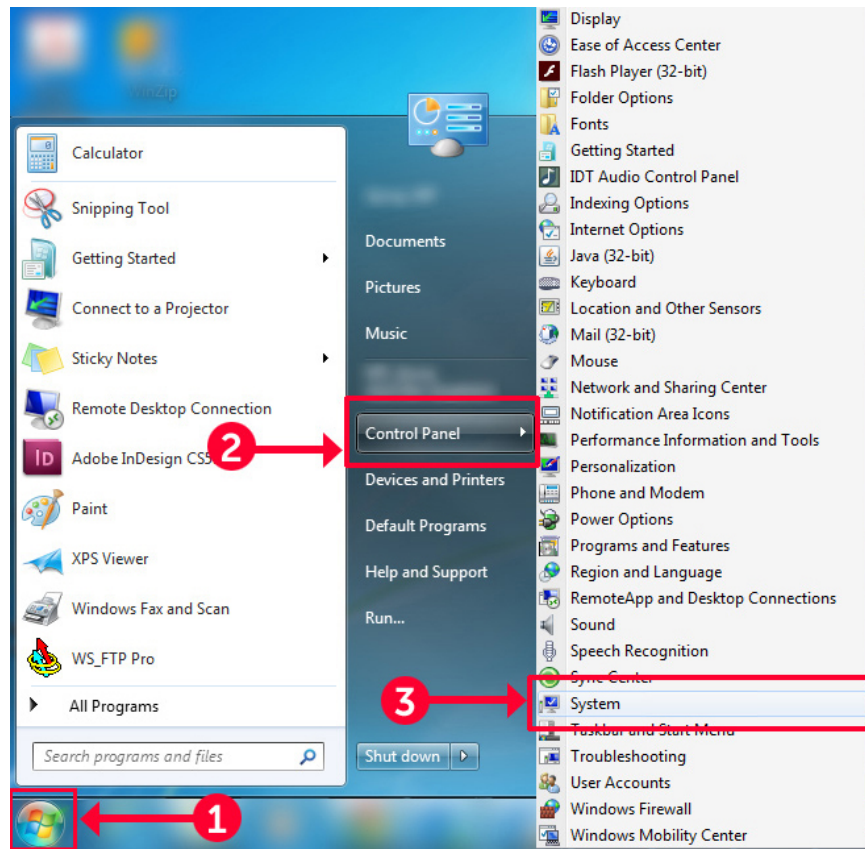 WinZip
Calculator
Snipping Tool
Getting Started
Connect to a Projector
Sticky Notes
Remote Desktop Connection
ID
Adobe InDesign CS5
Paint
XPS Viewer
Windows Fax and Scan
WS_FTP Pro
All Programs
Search programs and files
1
Documents
Pictures
Music
2
Control Panel
Devices and Printers
Default Programs
Help and Support
Run...
Shut down
Display
Ease of Access Center
Flash Player (32-bit)
Folder Options
Fonts
Getting Started
IDT Audio Control Panel
Indexing Options
Internet Options
Java (32-bit)
Keyboard
Location and Other Sensors
Mail (32-bit)
Mouse
Network and Sharing Center
Notification Area Icons
Performance Information and Tools
Personalization
Phone and Modem
Power Options
Programs and Features
Region and Language
RemoteApp and Desktop Connections
Sound
Speech Recognition
Sync Center
3
System
Taskbar and Start Menu
Troubleshooting
User Accounts
Windows Firewall
Windows Mobility Center